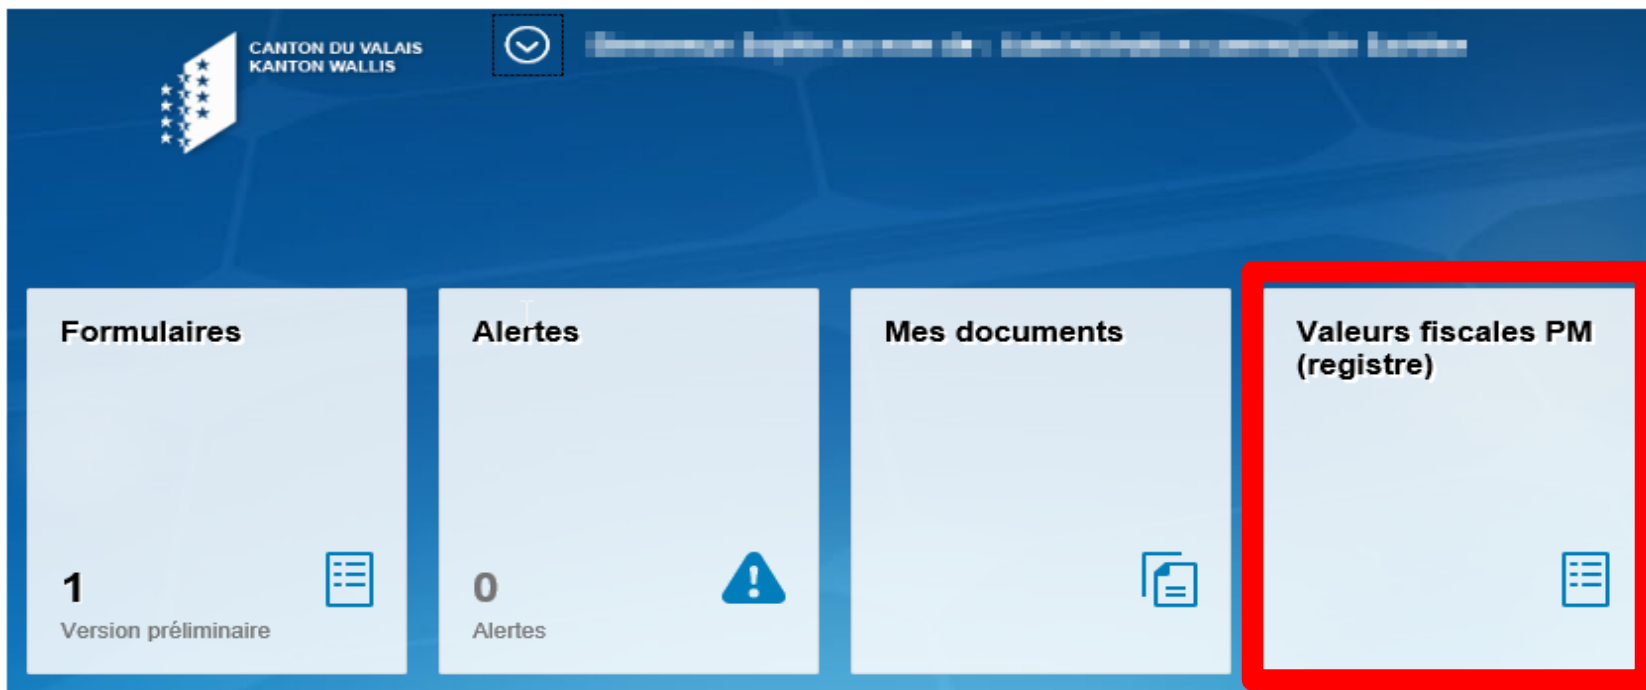 CANTON DU VALAIS
KANTON WALLIS
Formulaires
1
Version préliminaire
Alertes
0
Alertes
Mes documents
Valeurs fiscales PM
(registre)